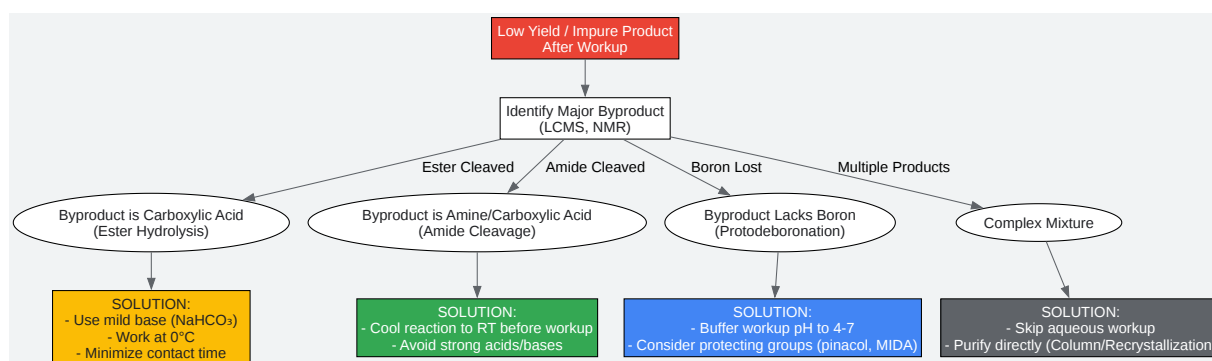 Low Yield / Impure Product
After Workup
Identify Major Byproduct
(LCMS, NMR)
Ester Cleaved
Amide Cleaved
Boron Lost
Multiple Products
Byproduct is Carboxylic Acid
(Ester Hydrolysis)
Byproduct is Amine/Carboxylic Acid
(Amide Cleavage)
Byproduct Lacks Boron
(Protodeboronation)
Complex Mixture
SOLUTION:
- Use mild base (NaHCO₃)
- Work at 0°C
- Minimize contact time
SOLUTION:
- Cool reaction to RT before workup
- Avoid strong acids/bases
SOLUTION:
- Buffer workup pH to 4-7
- Consider protecting groups (pinacol, MIDA)
SOLUTION:
- Skip aqueous workup
- Purify directly (Column/Recrystallization)